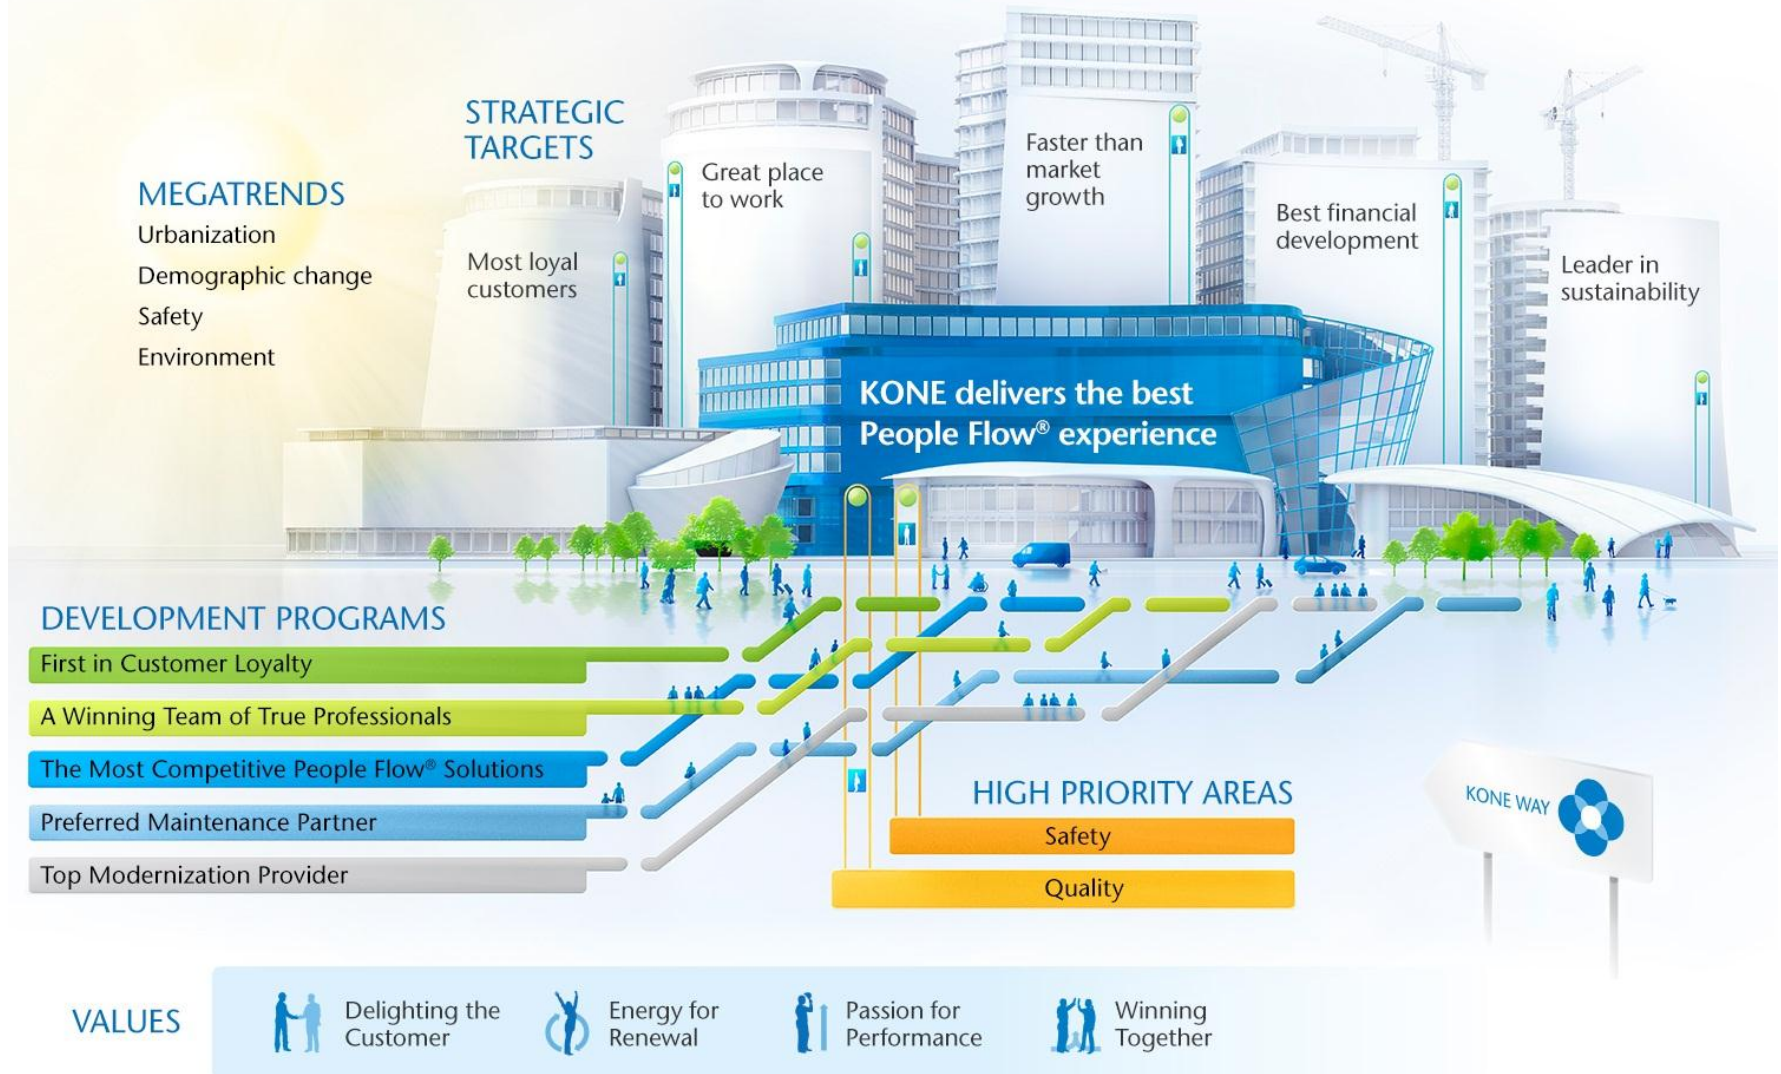 STRATEGIC
TARGETS
MEGATRENDS
Urbanization
Demographic change
Safety
Environment
Most loyal
customers
Great place
to work
Faster than
market
growth
Best financial
development
Leader in
sustainability
KONE delivers the best
People Flow® experience
DEVELOPMENT PROGRAMS
First in Customer Loyalty
A Winning Team of True Professionals
The Most Competitive People Flow® Solutions
Preferred Maintenance Partner
Top Modernization Provider
HIGH PRIORITY AREAS
Safety
Quality
KONE WAY
VALUES
Delighting the
Customer
Energy for
Renewal
Passion for
Performance
Winning
Together